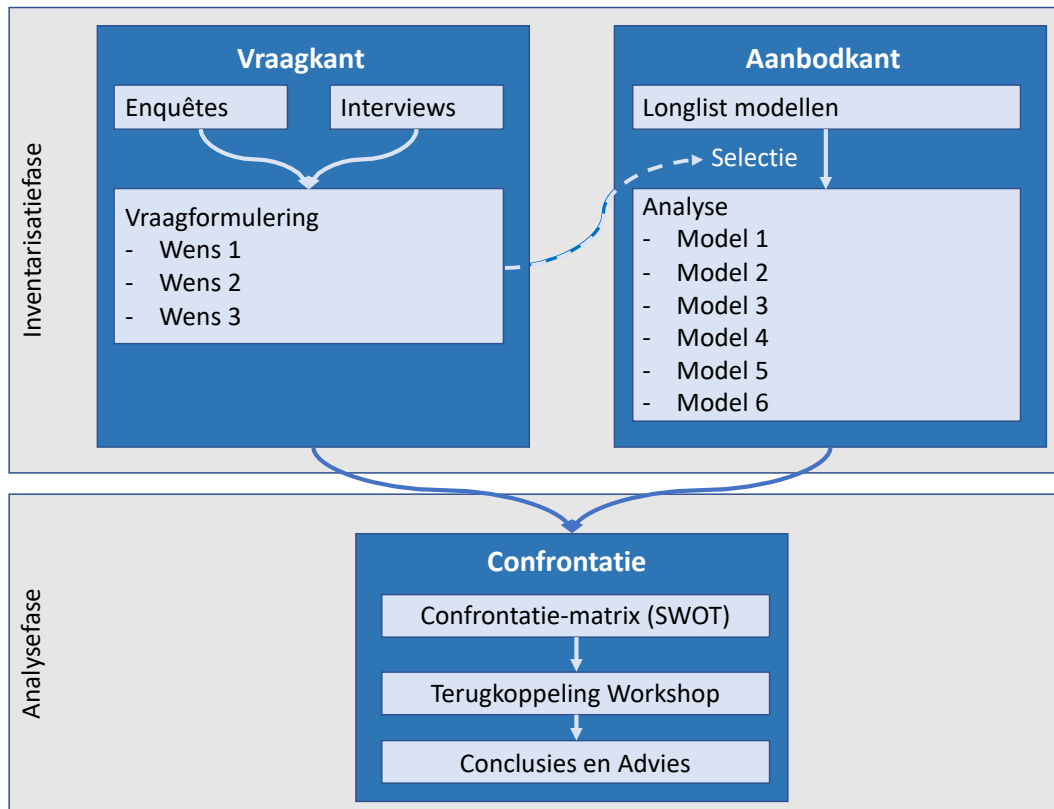 Inventarisatiefase
Vraagkant
Enquêtes
Interviews
Vraagformulering
- Wens 1
- Wens 2
- Wens 3
Aanbodkant
Longlist modellen
Selectie
Analyse
- Model 1
- Model 2
- Model 3
- Model 4
- Model 5
- Model 6
Analysefase
Confrontatie
Confrontatie-matrix (SWOT)
Terugkoppeling Workshop
Conclusies en Advies